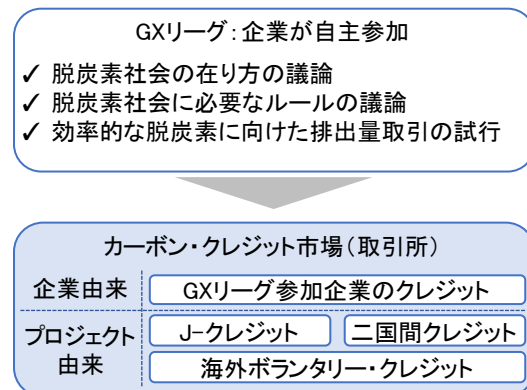 GXリーグ：企業が自主参加
✓ 脱炭素社会の在り方の議論
✓ 脱炭素社会に必要なルールの議論
✓ 効率的な脱炭素に向けた排出量取引の試行
カーボン・クレジット市場（取引所）
企業由来
GXリーグ参加企業のクレジット
プロジェクト
由来
J-クレジット
二国間クレジット
海外ボランタリー・クレジット